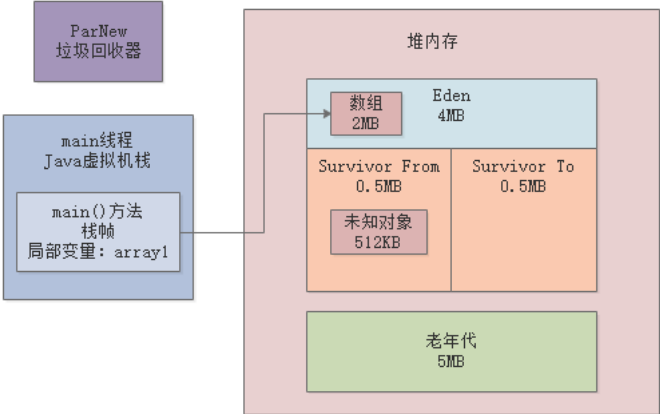 ParNew
垃圾回收器
堆内存
数组
2MB
Eden
4MB
main线程
Java虚拟机栈
main()方法
栈帧
局部变量: array1
Survivor From
0.5MB
Survivor To
0.5MB
未知对象
512KB
老年代
5MB